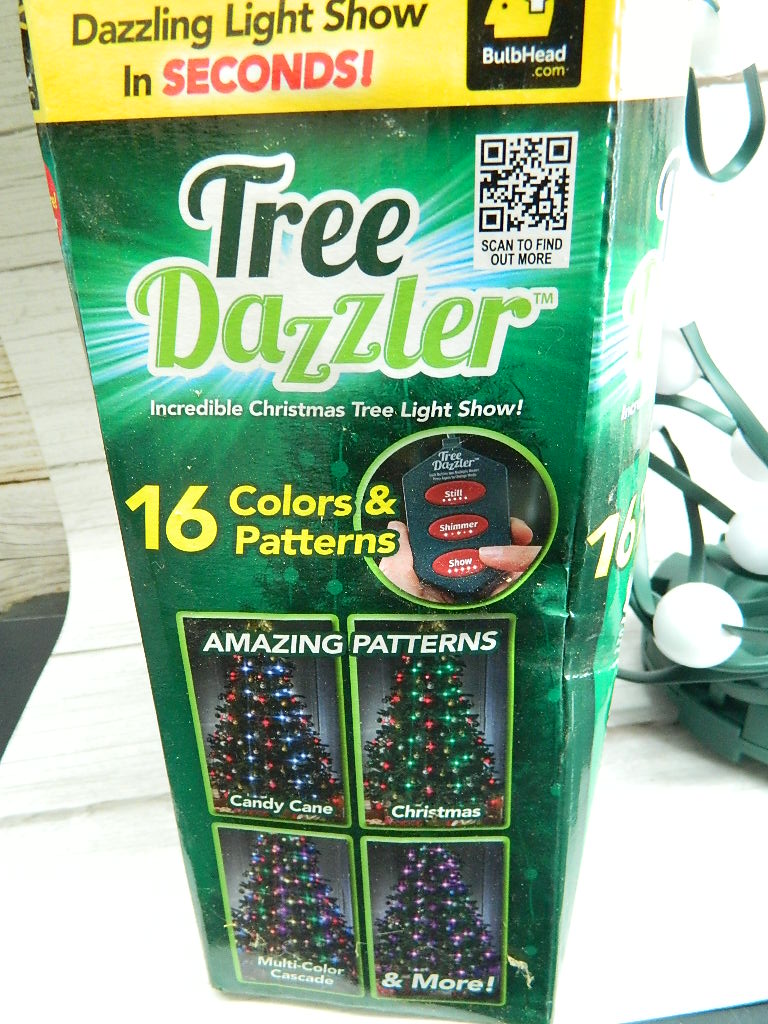 Dazzling Light Show
In SECONDS!
BulbHead
.com
SCAN TO FIND
OUT MORE
Tree
Dazzler™
Incredible Christmas Tree Light Show!
16 Colors &
Patterns
Tree
Dazzler
Still
Shimmer
Show
16
AMAZING PATTERNS
Candy Cane
Christmas
Multi-Color
Cascade
& More!